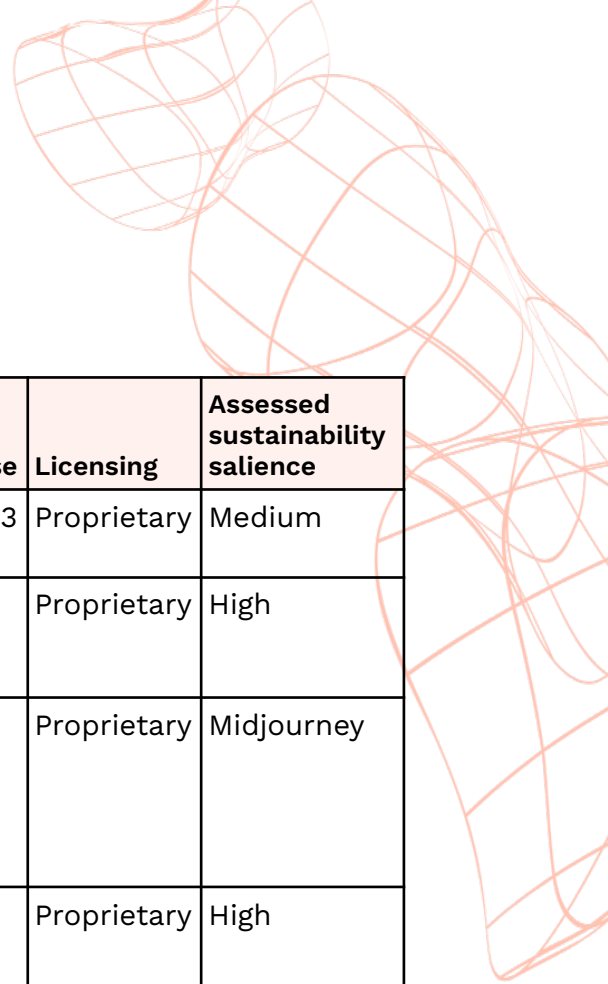 Assessed
sustainability
se Licensing salience
3 Proprietary Medium
Proprietary High
Proprietary Midjourney
Proprietary High